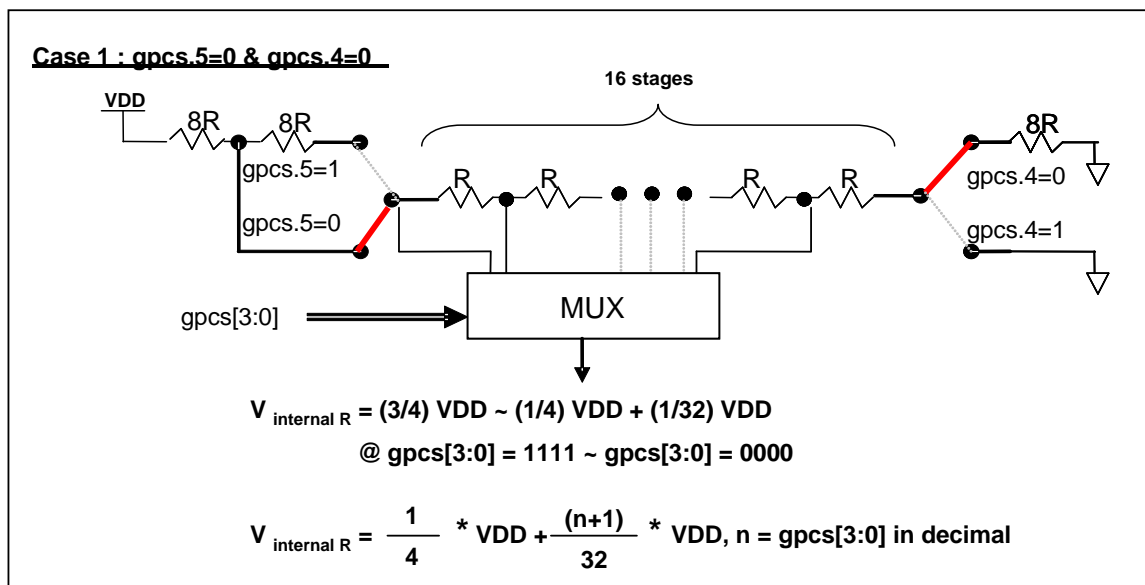 Case 1 : gpcs.5=0 & gpcs.4=0
16 stages
VDD
8R
8R
8R
gpcs.5=1
R
R
R
R
gpcs.4=0
gpcs.5=0
gpcs.4=1
gpcs[3:0]
MUX
V internal R = (3/4) VDD ~ (1/4) VDD + (1/32) VDD
@ gpcs[3:0] = 1111 ~ gpcs[3:0] = 0000
V internal R = 1/4 * VDD + (n+1)/32 * VDD, n = gpcs[3:0] in decimal